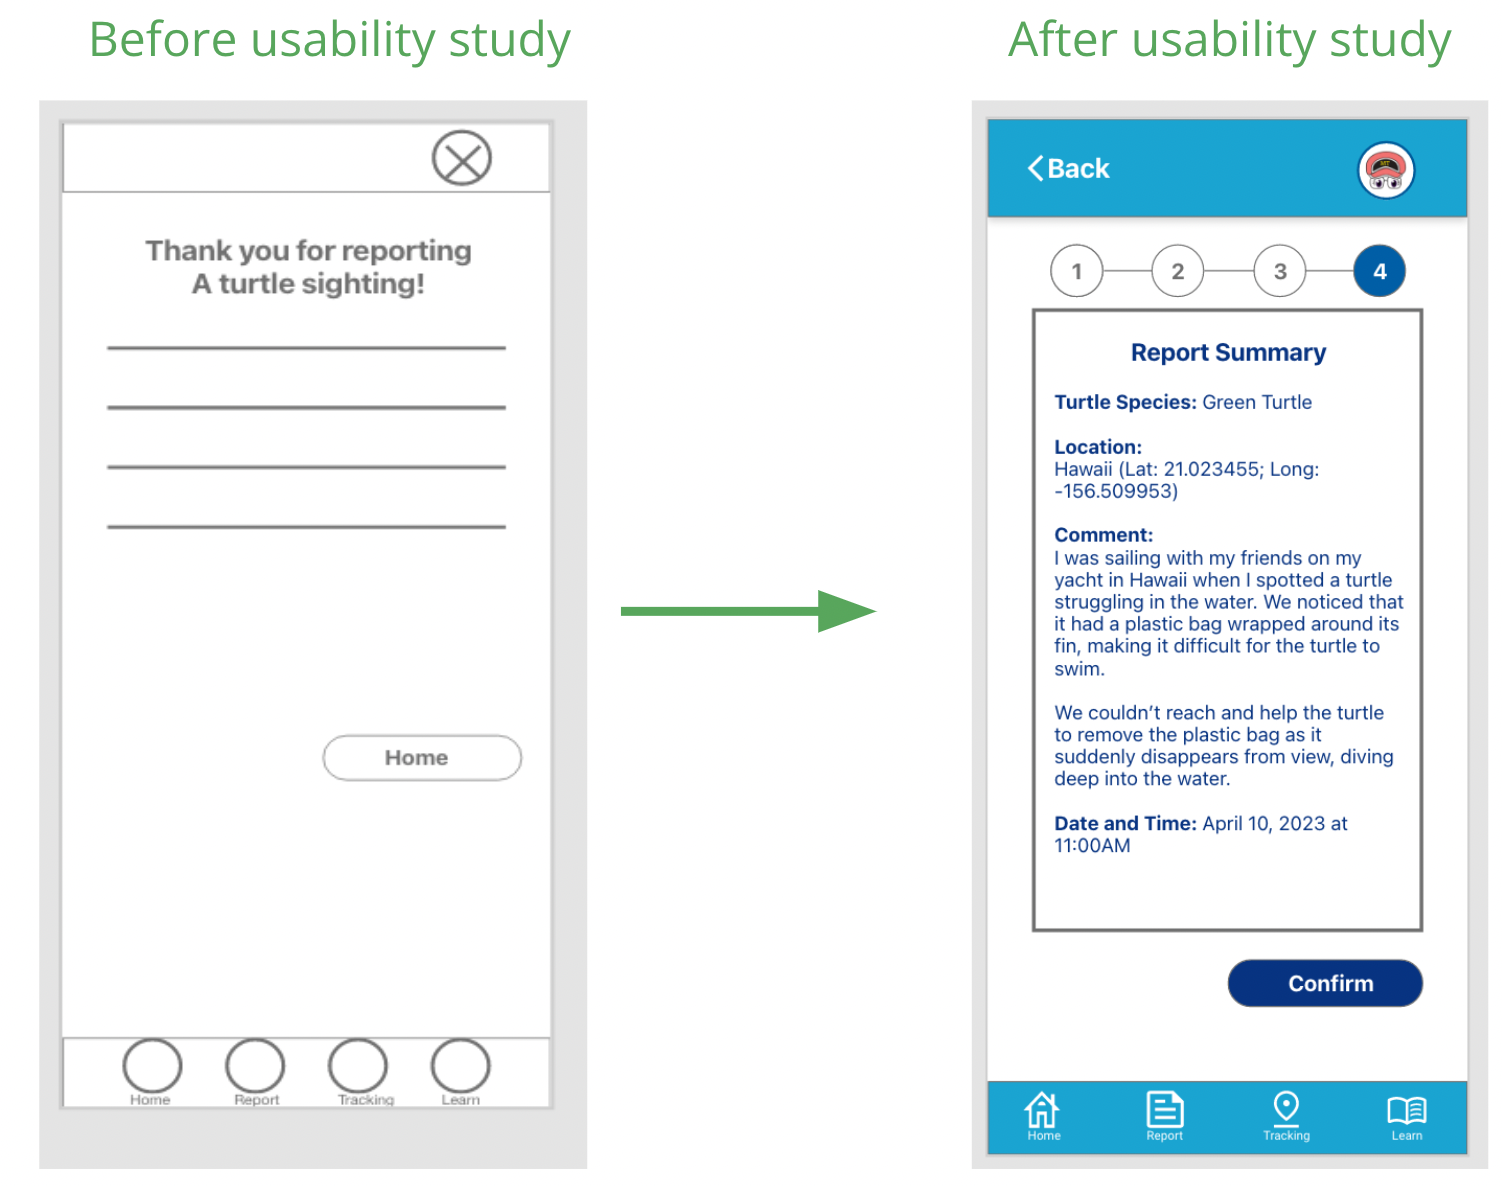 Before usability study
After usability study
Thank you for reporting
A turtle sighting!
Home
Home
Report
Tracking
Learn
Back
1
2
3
4
Report Summary
Turtle Species: Green Turtle
Location:
Hawaii (Lat: 21.023455; Long:
-156.509953)
Comment:
I was sailing with my friends on my
yacht in Hawaii when I spotted a turtle
struggling in the water. We noticed that
it had a plastic bag wrapped around its
fin, making it difficult for the turtle to
swim.
We couldn't reach and help the turtle
to remove the plastic bag as it
suddenly disappears from view, diving
deep into the water.
Date and Time: April 10, 2023 at
11:00AM
Confirm
Home
Report
Tracking
Learn